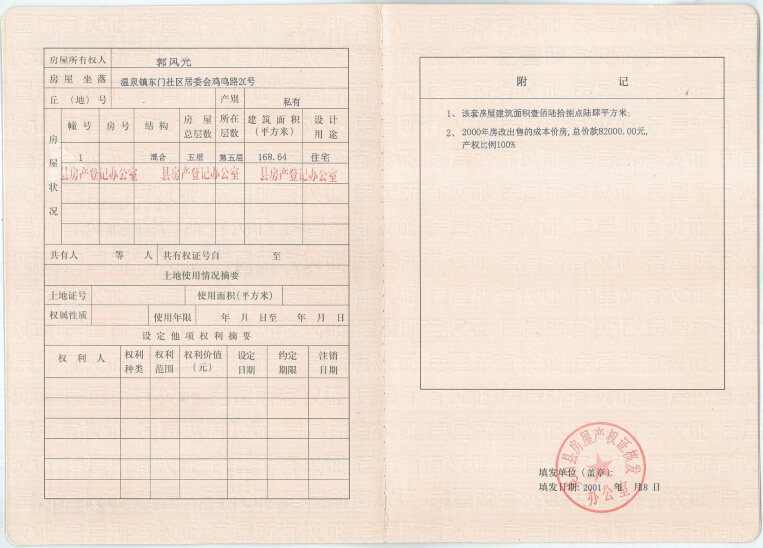 房屋所有权人 郭风光
房屋坐落 温泉镇东门社区居委会鸡鸣路2X号
丘（地）号 产别 私有
房屋状况 幢号 房号 结构 房屋总层数 所在层数 建筑面积（平方米） 设计用途
1 混合 五层 第五层 168.64 住宅
县房产登记办公室 县房产登记办公室 县房产登记办公室
共有人 等 人 共有权证号自 至
土地使用情况摘要
土地证号 使用面积(平方米)
权属性质 使用年限 年 月 日至 年 月 日
设定他项权利摘要
权利人 权利种类 权利范围 权利价值（元） 设定日期 约定期限 注销日期
附 记
1、该套房屋建筑面积壹佰陆拾捌点陆肆平方米;
2、2000年房改出售的成本价房,总价款82000.00元,
产权比例100%
县房屋产权证核发
办公室
填发单位（盖章）:
填发日期: 2001 年 月18 日